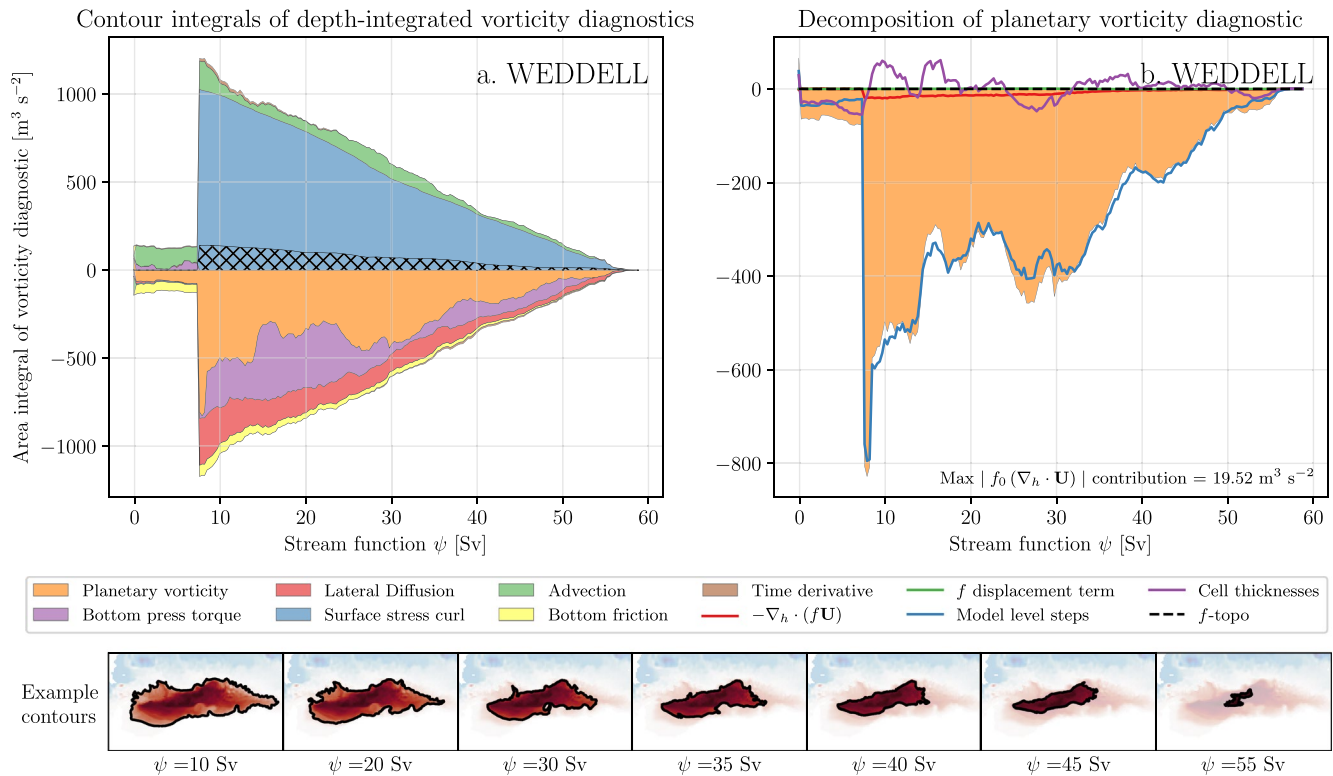 Contour integrals of depth-integrated vorticity diagnostics
Decomposition of planetary vorticity diagnostic
a. WEDDELL
b. WEDDELL
Area integral of vorticity diagnostic [m³ s⁻²]
1000
500
0
−500
−1000
0 10 20 30 40 50 60
Stream function ψ [Sv]
0
−200
−400
−600
−800
Max | f₀ (∇ₕ · U) | contribution = 19.52 m³ s⁻²
0 10 20 30 40 50 60
Stream function ψ [Sv]
Planetary vorticity
Lateral Diffusion
Advection
Time derivative
f displacement term
Cell thicknesses
Bottom press torque
Surface stress curl
Bottom friction
−∇ₕ · (fU)
Model level steps
f-topo
Example
contours
ψ =10 Sv
ψ =20 Sv
ψ =30 Sv
ψ =35 Sv
ψ =40 Sv
ψ =45 Sv
ψ =55 Sv